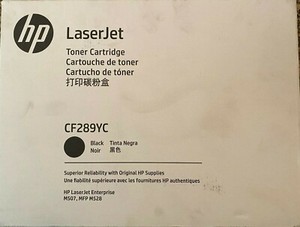 hp
LaserJet
Toner Cartridge
Cartouche de toner
Cartucho de tóner
打印碳粉盒
CF289YC
Black Tinta Negra
Noir 黑色
Superior Reliability with Original HP Supplies
Une fiabilité supérieure avec les fournitures HP authentiques
HP LaserJet Enterprise
M507, MFP M528